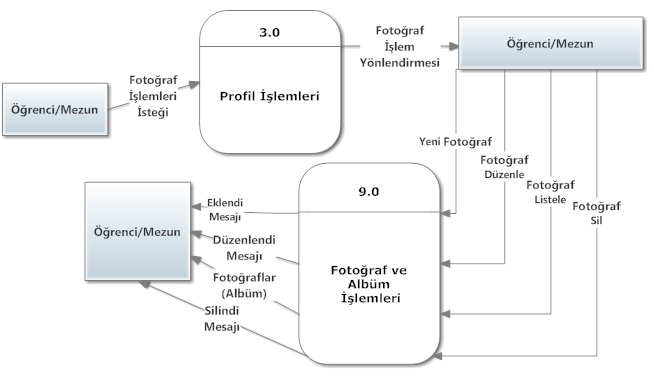 3.0
Profil İşlemleri
Öğrenci/Mezun
Fotoğraf
İşlemleri
İsteği
Fotoğraf
İşlem
Yönlendirmesi
Öğrenci/Mezun
Yeni Fotoğraf
Fotoğraf
Düzenle
Fotoğraf
Listele
Fotoğraf
Sil
9.0
Fotoğraf ve
Albüm
İşlemleri
Eklendi
Mesajı
Düzenlendi
Mesajı
Fotoğraflar
(Albüm)
Silindi
Mesajı
Öğrenci/Mezun